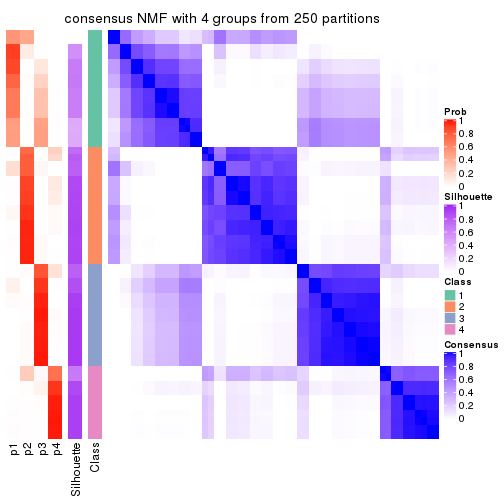 consensus NMF with 4 groups from 250 partitions
Prob
1
0.8
0.6
0.4
0.2
0
Silhouette
1
0.8
0.6
0.4
0.2
0
Class
1
2
3
4
Consensus
1
0.8
0.6
0.4
0.2
0
p1
p2
p3
p4
Silhouette
Class